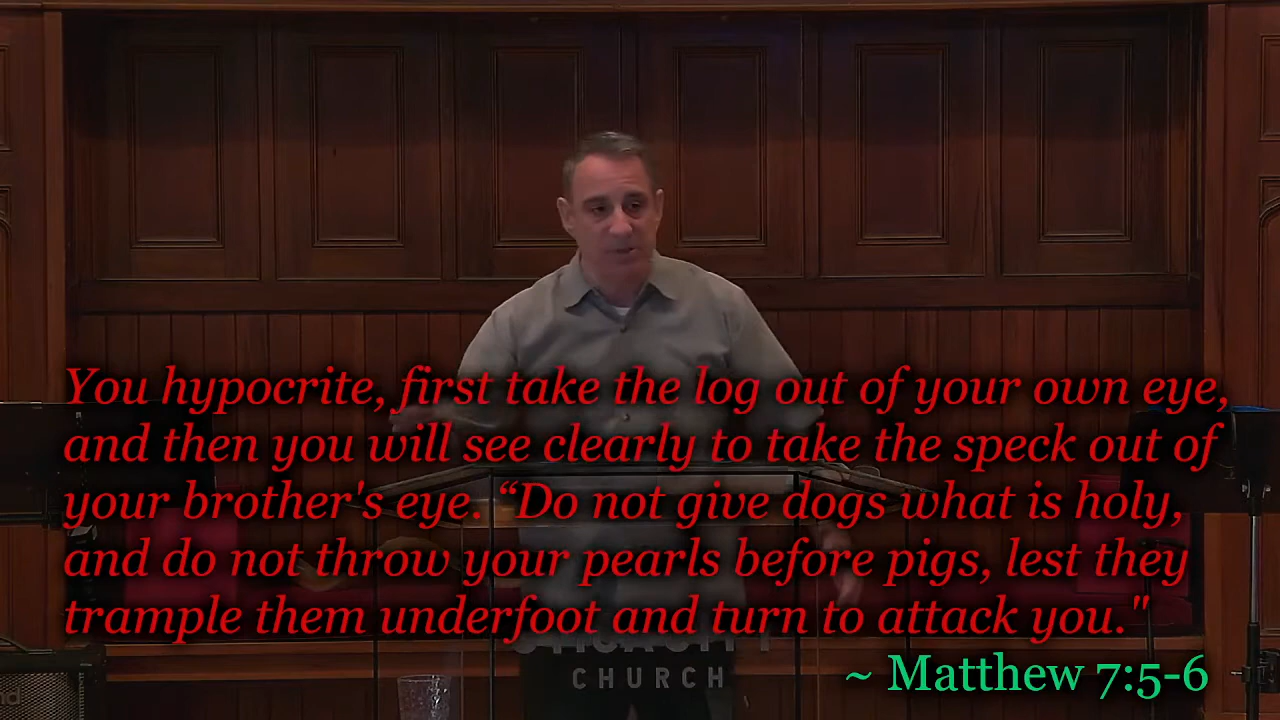 You hypocrite, first take the log out of your own eye,
and then you will see clearly to take the speck out of
your brother's eye. “Do not give dogs what is holy,
and do not throw your pearls before pigs, lest they
trample them underfoot and turn to attack you."
CHURCH
~ Matthew 7:5-6